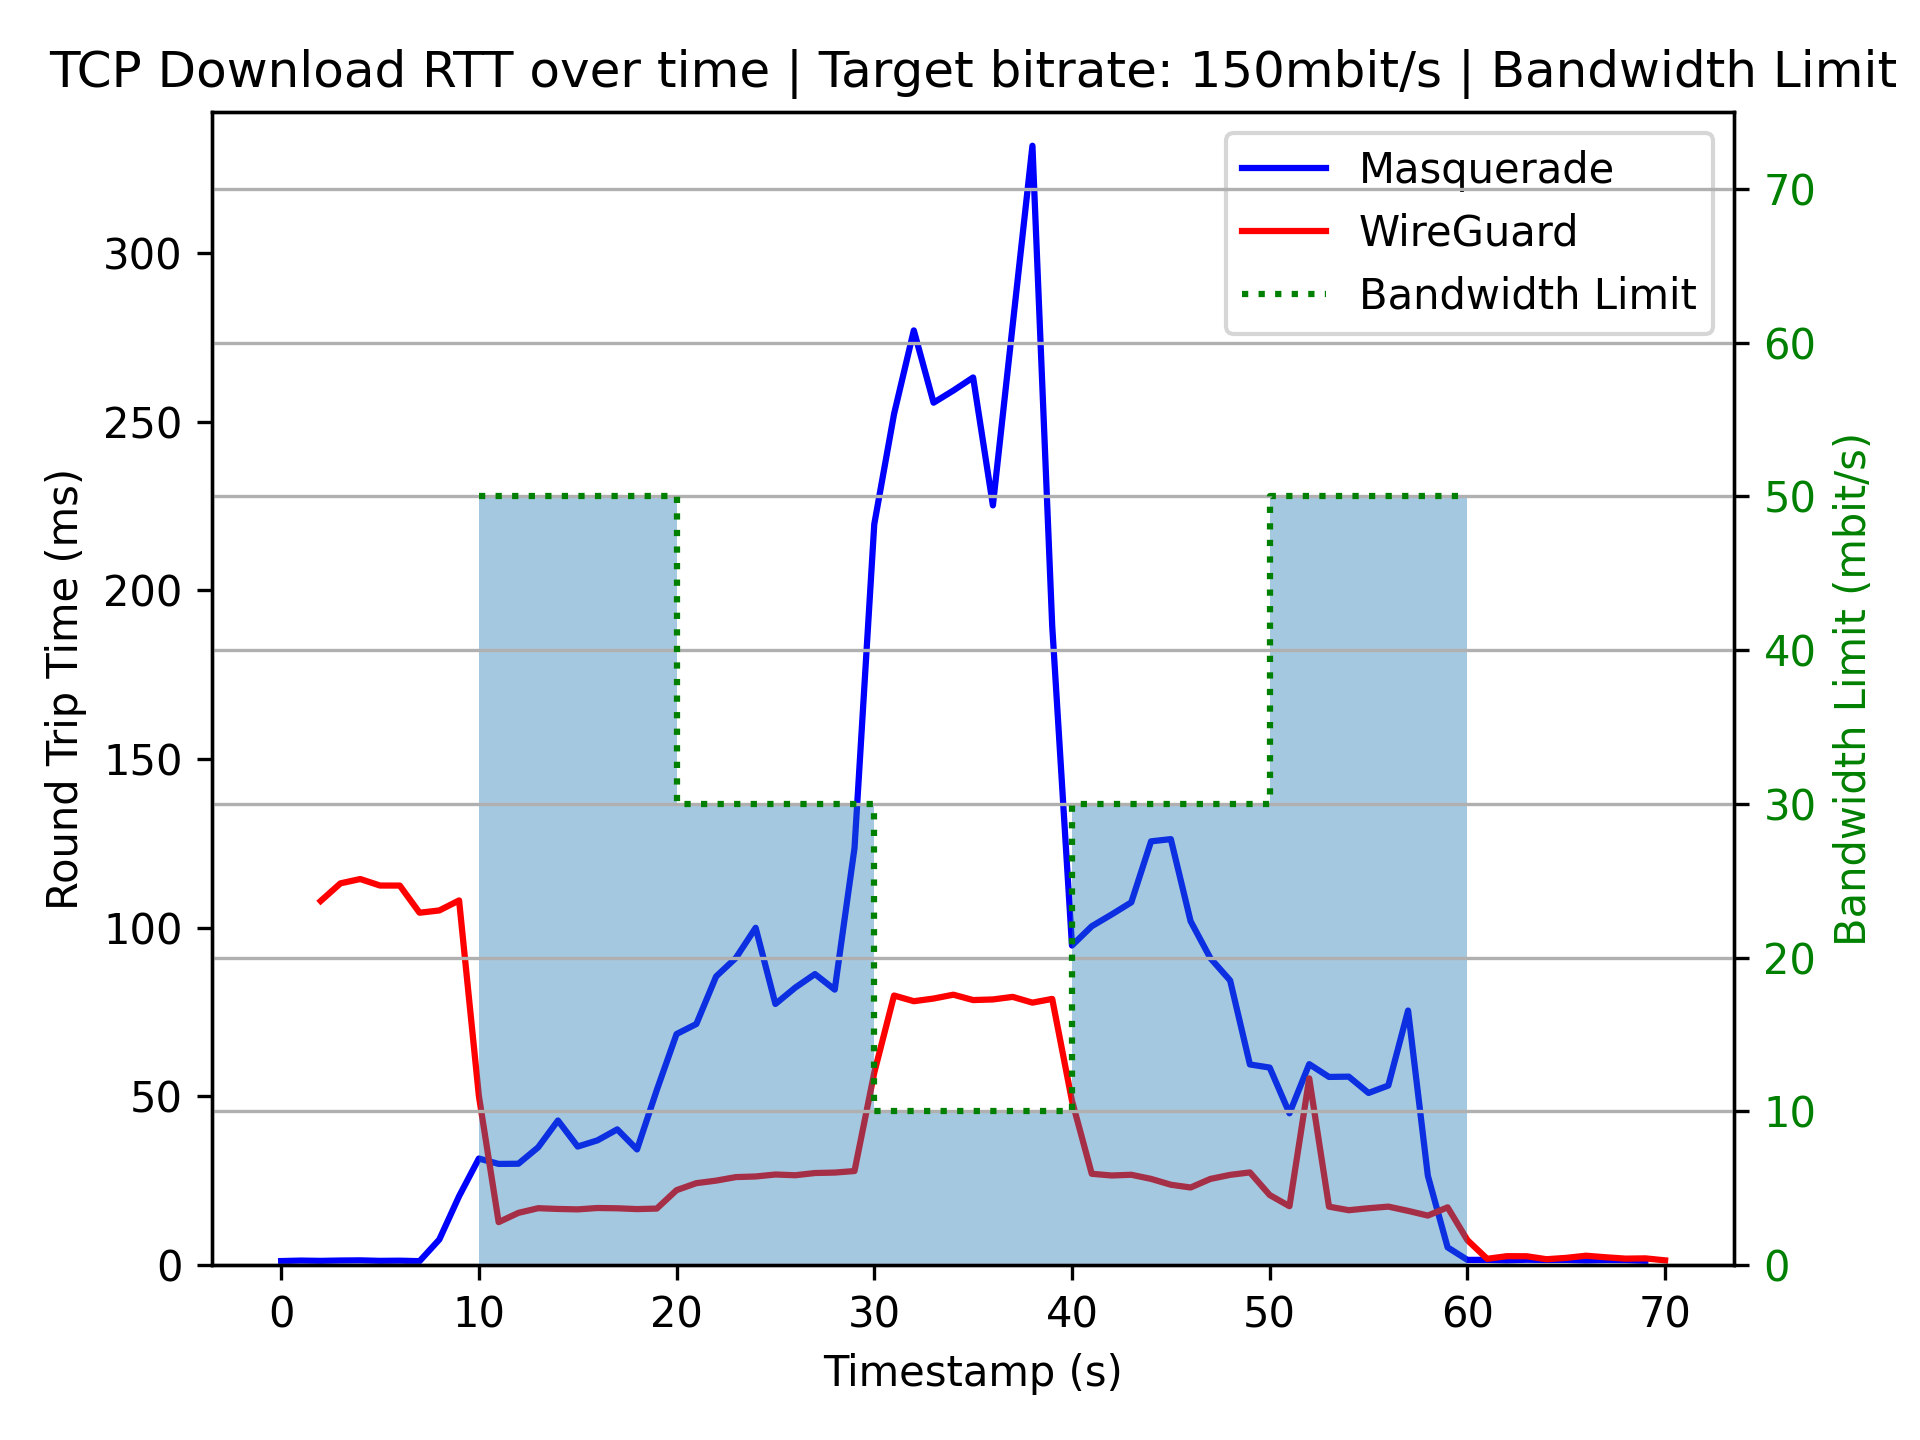 TCP Download RTT over time | Target bitrate: 150mbit/s | Bandwidth Limit
Masquerade
WireGuard
Bandwidth Limit
Round Trip Time (ms)
300
250
200
150
100
50
0
70
60
50
40
30
20
10
0
Bandwidth Limit (mbit/s)
0 10 20 30 40 50 60 70
Timestamp (s)